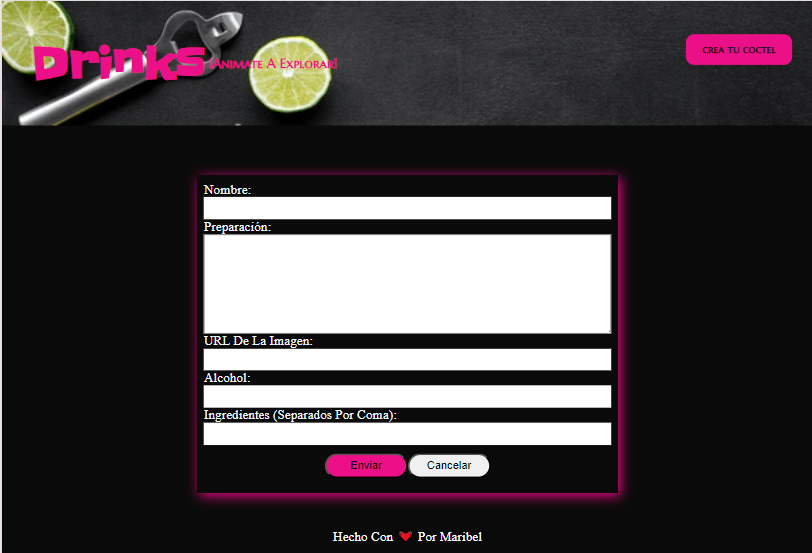 Drinks ¡Animate A Explorar!
CREA TU COCTEL
Nombre:
Preparación:
URL De La Imagen:
Alcohol:
Ingredientes (Separados Por Coma):
Enviar Cancelar
Hecho Con ❤ Por Maribel